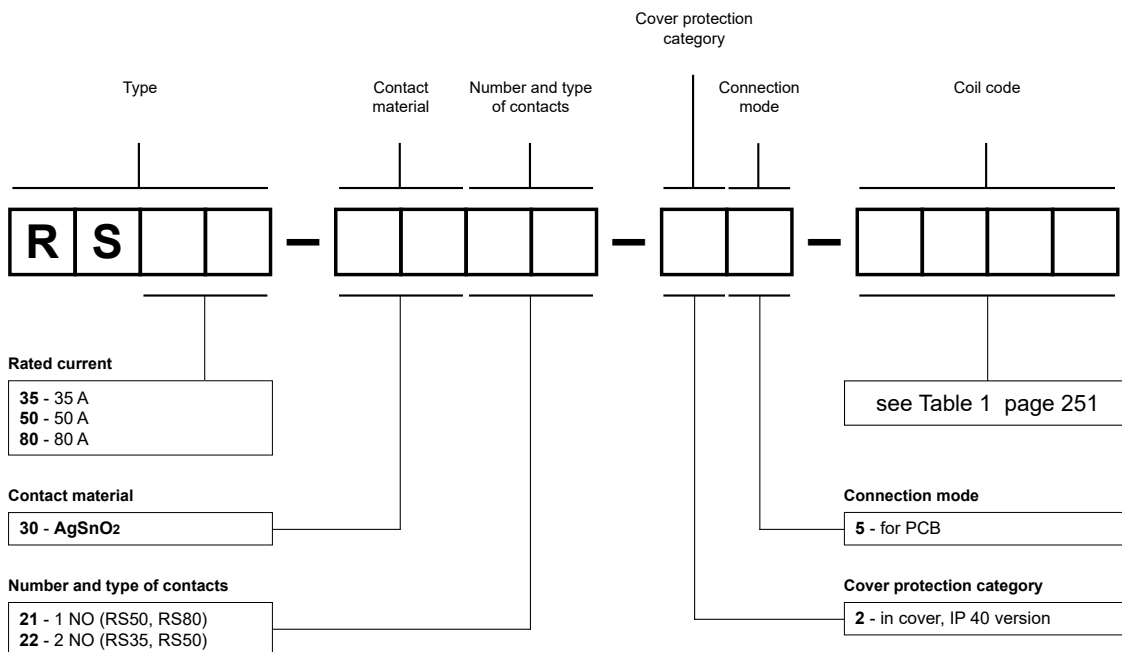 Cover protection
category
Type
Contact
material
Number and type
of contacts
Connection
mode
Coil code
R S – – –
Rated current
35 - 35 A
50 - 50 A
80 - 80 A
see Table 1 page 251
Contact material
30 - AgSnO2
Connection mode
5 - for PCB
Number and type of contacts
21 - 1 NO (RS50, RS80)
22 - 2 NO (RS35, RS50)
Cover protection category
2 - in cover, IP 40 version